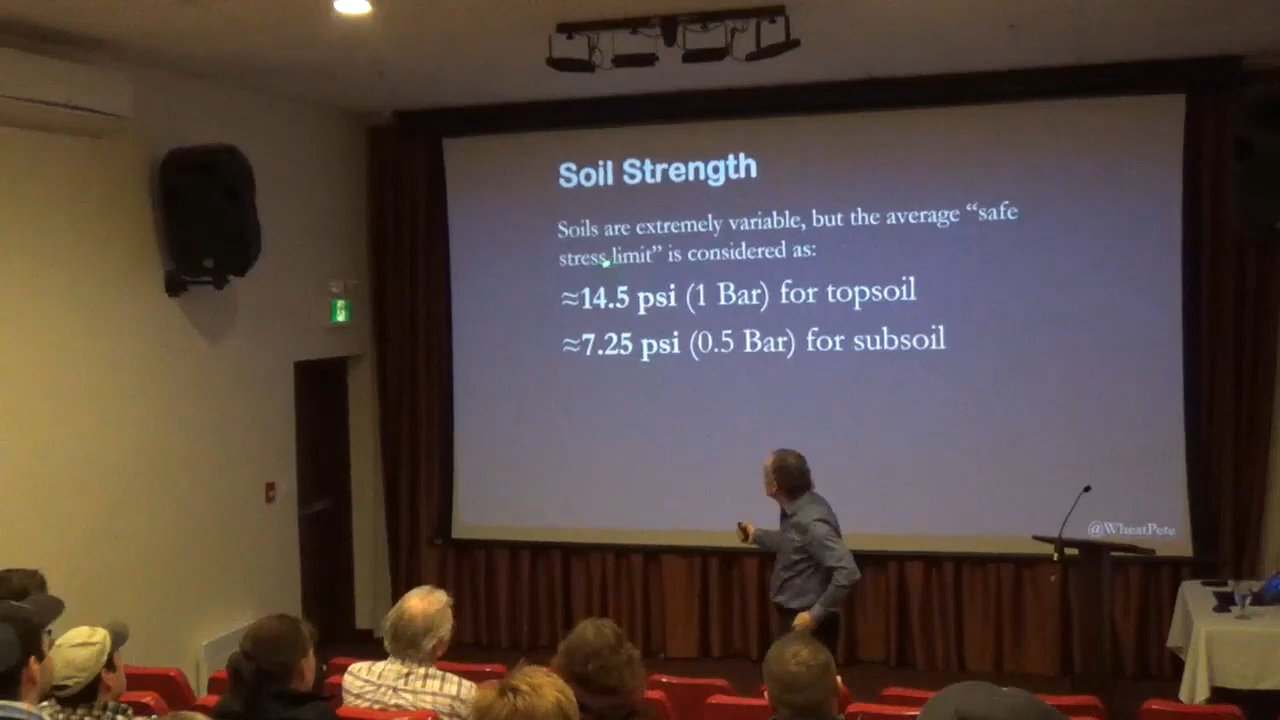 Soil Strength
Soils are extremely variable, but the average “safe
stress limit” is considered as:
≈14.5 psi (1 Bar) for topsoil
≈7.25 psi (0.5 Bar) for subsoil
@WheatPete